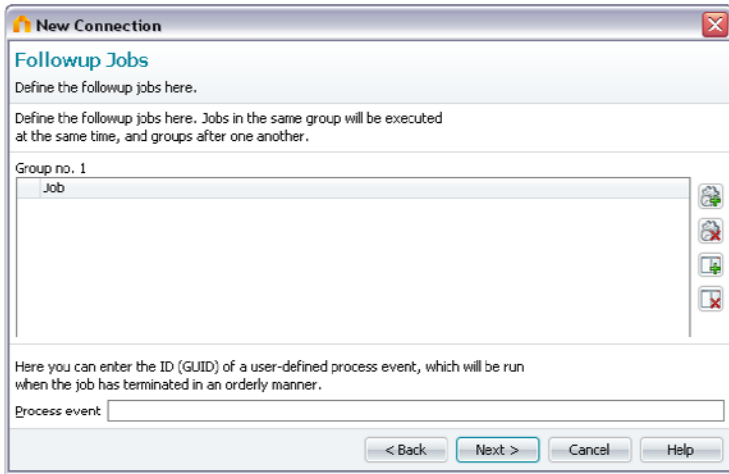 New Connection
Followup Jobs
Define the followup jobs here.
Define the followup jobs here. Jobs in the same group will be executed
at the same time, and groups after one another.
Group no. 1
Job
Here you can enter the ID (GUID) of a user-defined process event, which will be run
when the job has terminated in an orderly manner.
Process event
< Back
Next >
Cancel
Help